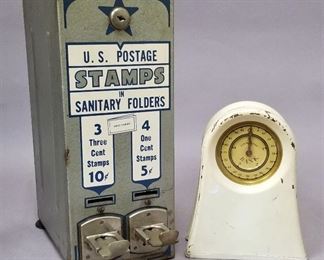 U.S. POSTAGE
STAMPS
IN
SANITARY FOLDERS
3
Three
Cent
Stamps
10¢
4
One
Cent
Stamps
5¢